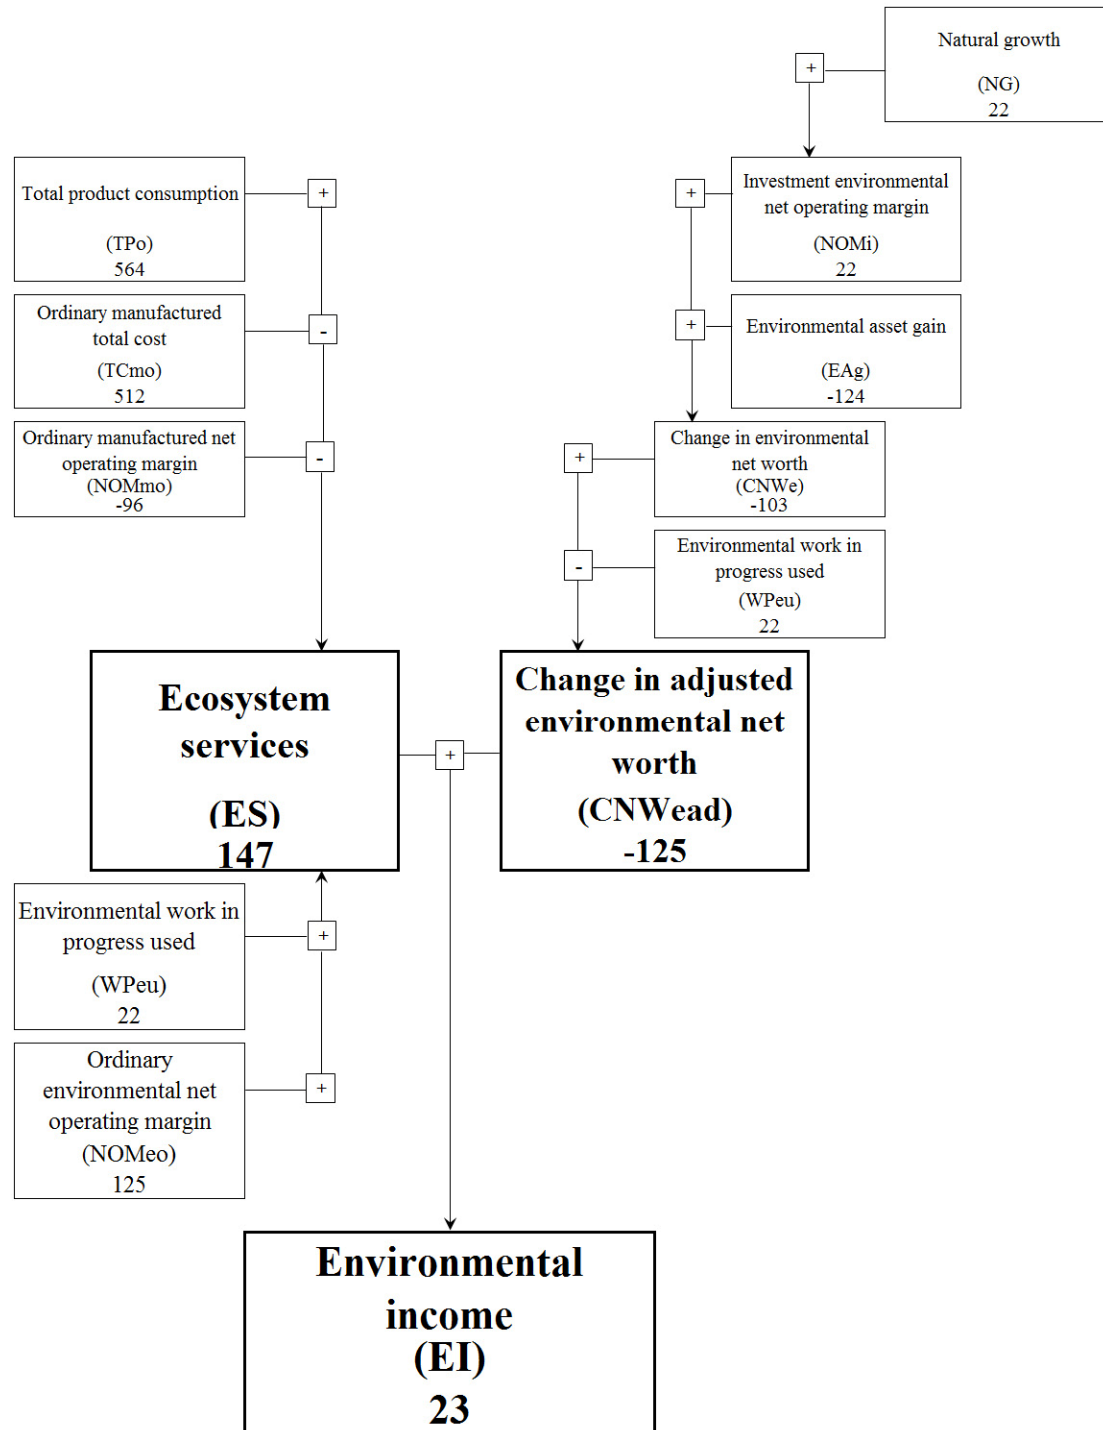 Natural growth
(NG)
22
+
Total product consumption
(TPo)
564
+
Investment environmental
net operating margin
(NOMi)
22
+
Ordinary manufactured
total cost
(TCmo)
512
-
Environmental asset gain
(EAg)
-124
+
Ordinary manufactured net
operating margin
(NOMmo)
-96
-
Change in environmental
net worth
(CNWe)
-103
+
Environmental work in
progress used
(WPeu)
22
-
Ecosystem
services
(ES)
147
+
Change in adjusted
environmental net
worth
(CNWead)
-125
Environmental work in
progress used
(WPeu)
22
+
Ordinary
environmental net
operating margin
(NOMeo)
125
+
Environmental
income
(EI)
23